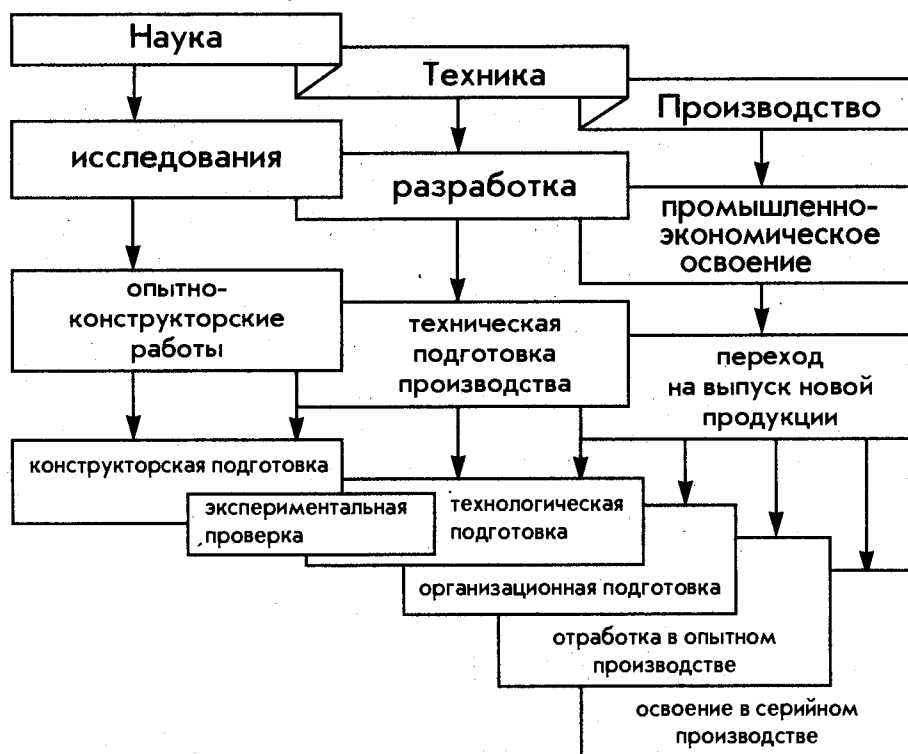 Наука
Техника
Производство
исследования
разработка
промышленно-
экономическое
освоение
опытно-
конструкторские
работы
техническая
подготовка
производства
переход
на выпуск новой
продукции
конструкторская подготовка
экспериментальная
проверка
технологическая
подготовка
организационная подготовка
отработка в опытном
производстве
освоение в серийном
производстве